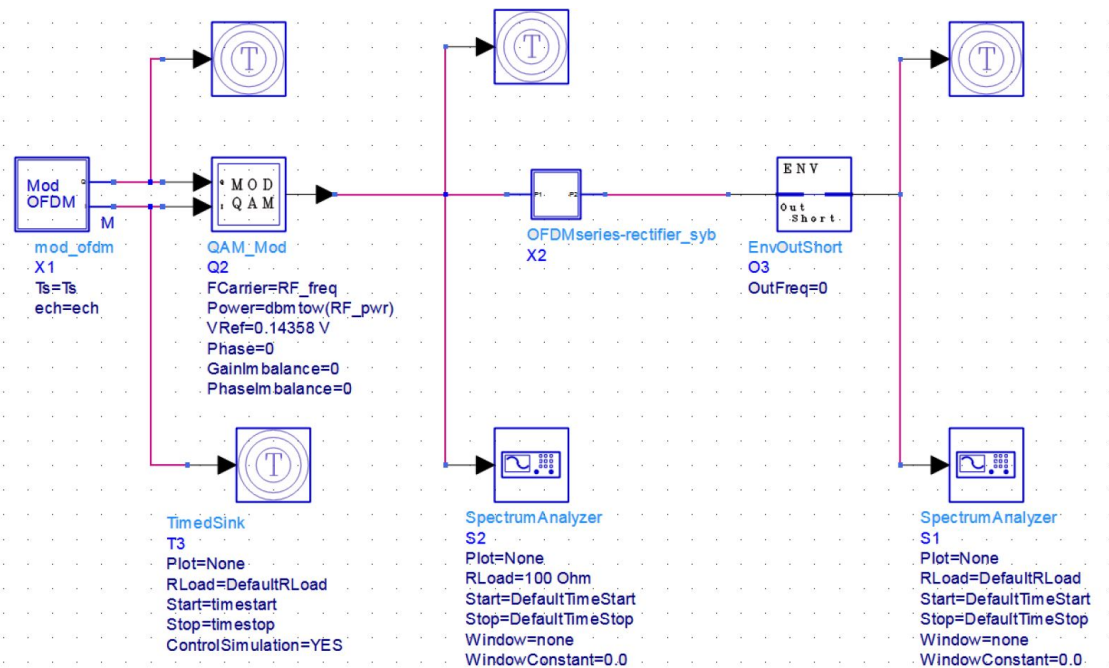 T
T
T
Mod
OFDM
M
MOD
QAM
P1
P2
ENV
Out
Short
mod_ofdm
X1
Ts=Ts
ech=ech
QAM_Mod
Q2
FCarrier=RF_freq
Power=dbmtow(RF_pwr)
VRef=0.14358 V
Phase=0
GainImbalance=0
PhaseImbalance=0
OFDMseries-rectifier_syb
X2
EnvOutShort
O3
OutFreq=0
T
TimedSink
T3
Plot=None
RLoad=DefaultRLoad
Start=timestart
Stop=timestop
ControlSimulation=YES
SpectrumAnalyzer
S2
Plot=None
RLoad=100 Ohm
Start=DefaultTimeStart
Stop=DefaultTimeStop
Window=none
WindowConstant=0.0
SpectrumAnalyzer
S1
Plot=None
RLoad=DefaultRLoad
Start=DefaultTimeStart
Stop=DefaultTimeStop
Window=none
WindowConstant=0.0